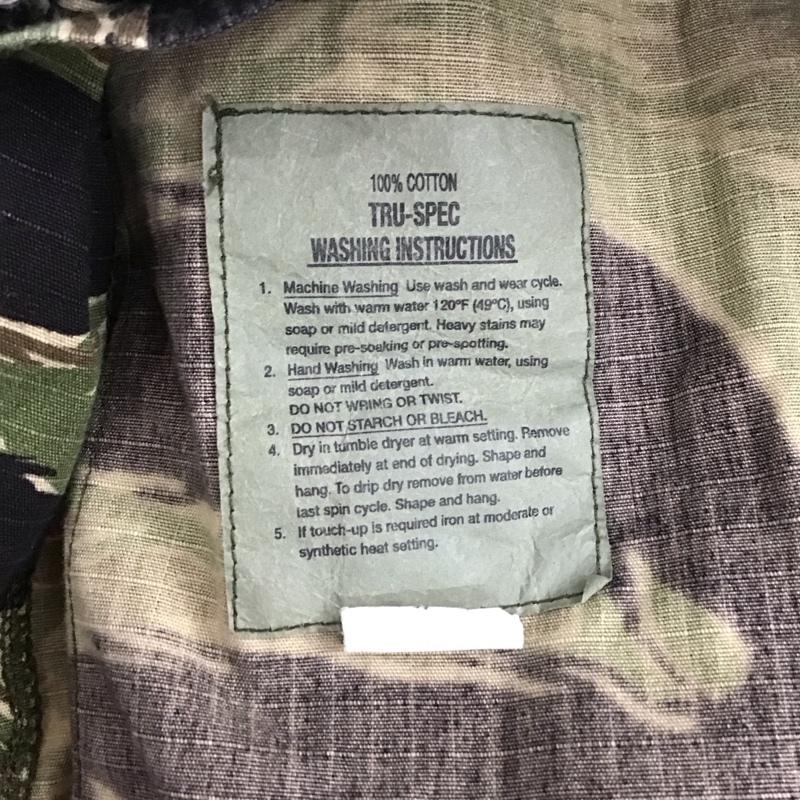 100% COTTON
TRU-SPEC
WASHING INSTRUCTIONS
1. Machine Washing Use wash and wear cycle.
Wash with warm water 120°F (49°C), using
soap or mild detergent. Heavy stains may
require pre-soaking or pre-spotting.
2. Hand Washing Wash in warm water, using
soap or mild detergent.
DO NOT WRING OR TWIST.
3. DO NOT STARCH OR BLEACH.
4. Dry in tumble dryer at warm setting. Remove
immediately at end of drying. Shape and
hang. To drip dry remove from water before
last spin cycle. Shape and hang.
5. If touch-up is required iron at moderate or
synthetic heat setting.